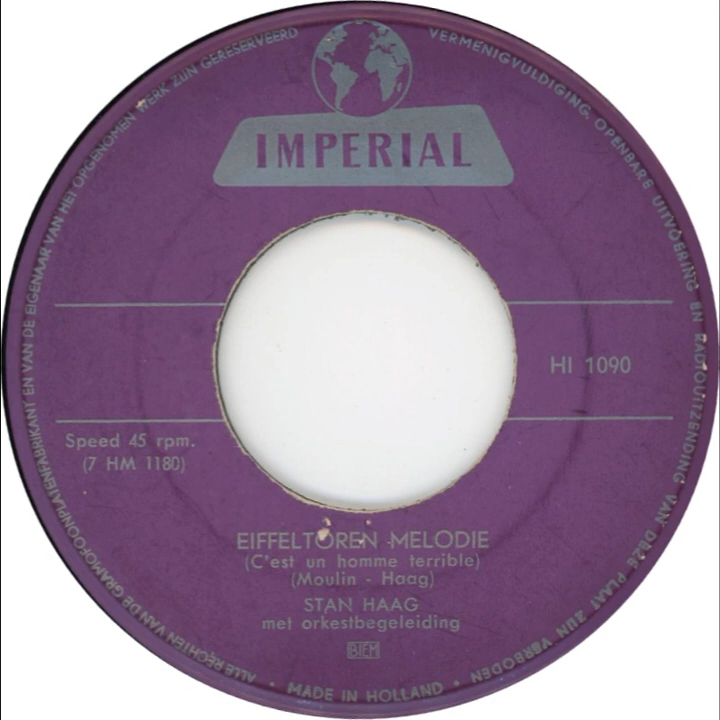 IMPERIAL
HI 1090
Speed 45 rpm.
(7 HM 1180)
EIFFELTOREN-MELODIE
(C'est un homme terrible)
(Moulin - Haag)
STAN HAAG
met orkestbegeleiding
BIEM
ALLE RECHTEN VAN DE GRAMOFOONPLATENFABRIKANT EN VAN DE EIGENAAR VAN HET OPGENOMEN WERK ZIJN GERESERVEERD
VERMENIGVULDIGING, OPENBARE UITVOERING EN RADIOUITZENDING VAN DEZE PLAAT ZIJN VERBODEN
• MADE IN HOLLAND •